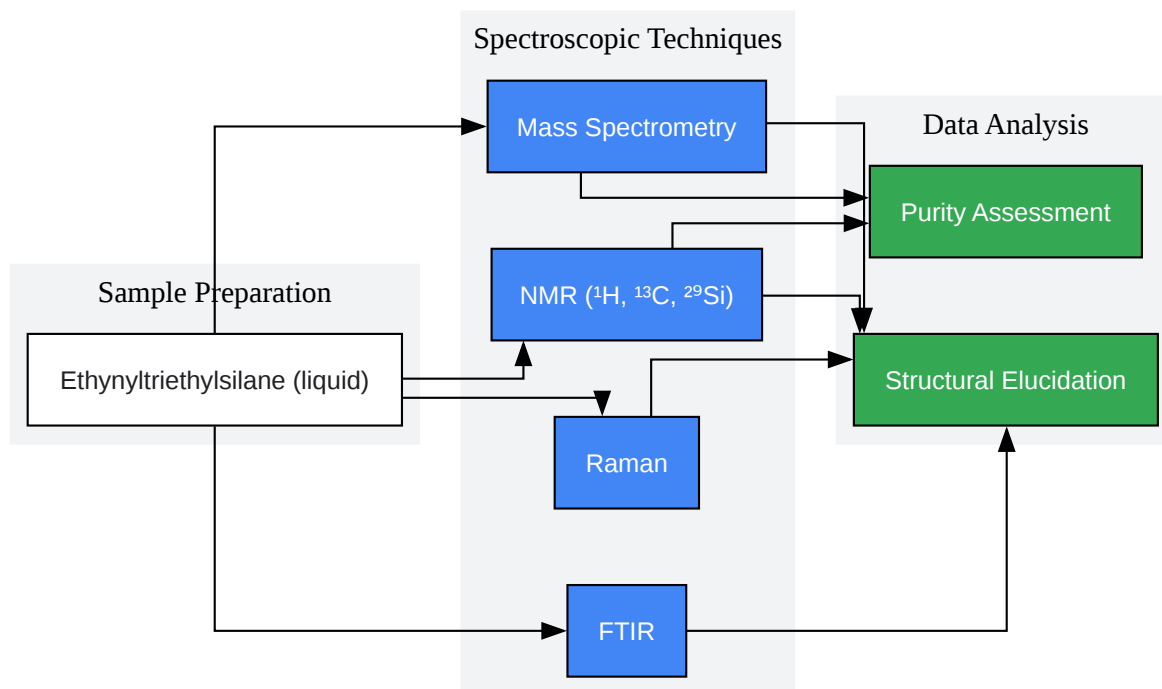 Spectroscopic Techniques
Mass Spectrometry
Data Analysis
Purity Assessment
Sample Preparation
NMR (¹H, ¹³C, ²⁹Si)
Ethynyltriethylsilane (liquid)
Structural Elucidation
Raman
FTIR